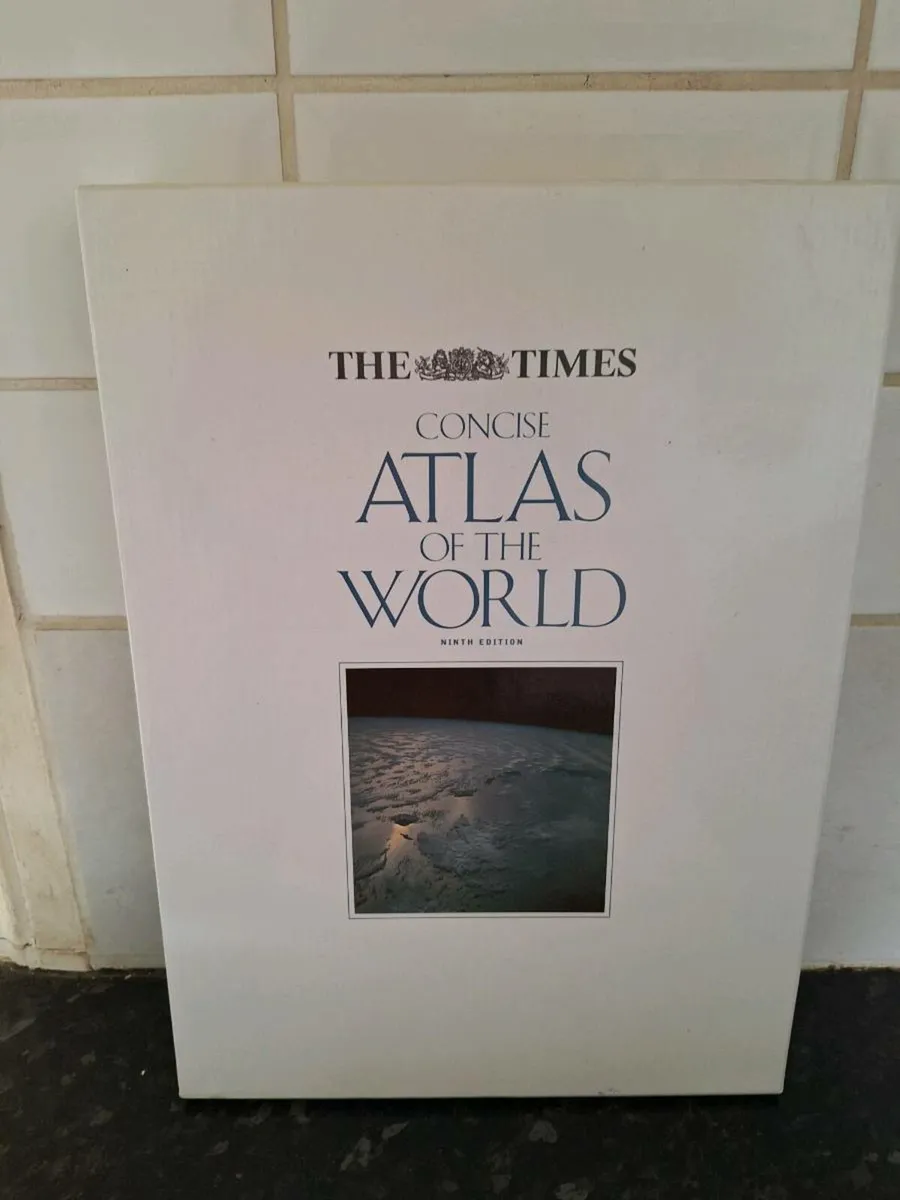 THE TIMES
CONCISE
ATLAS
OF THE
WORLD
NINTH EDITION